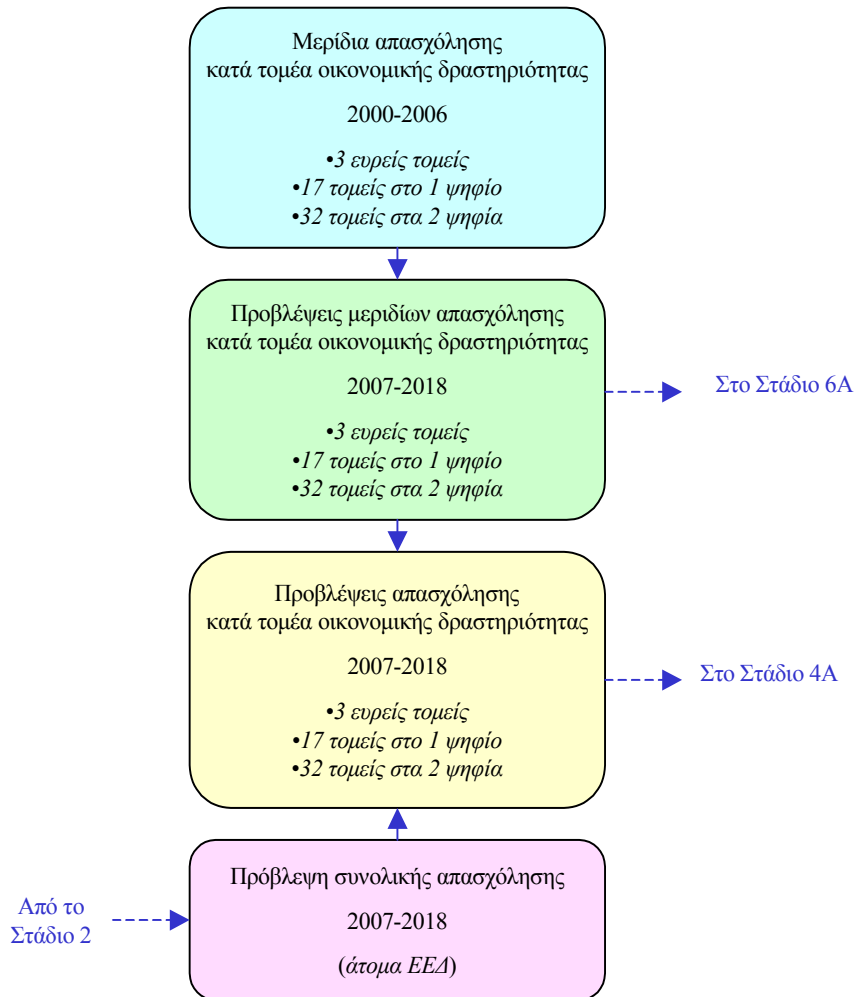 Μερίδια απασχόλησης
κατά τομέα οικονομικής δραστηριότητας
2000-2006
•3 ευρείς τομείς
•17 τομείς στο 1 ψηφίο
•32 τομείς στα 2 ψηφία
Προβλέψεις μεριδίων απασχόλησης
κατά τομέα οικονομικής δραστηριότητας
2007-2018
•3 ευρείς τομείς
•17 τομείς στο 1 ψηφίο
•32 τομείς στα 2 ψηφία
Στο Στάδιο 6Α
Προβλέψεις απασχόλησης
κατά τομέα οικονομικής δραστηριότητας
2007-2018
•3 ευρείς τομείς
•17 τομείς στο 1 ψηφίο
•32 τομείς στα 2 ψηφία
Στο Στάδιο 4Α
Πρόβλεψη συνολικής απασχόλησης
2007-2018
(άτομα ΕΕΔ)
Από το
Στάδιο 2